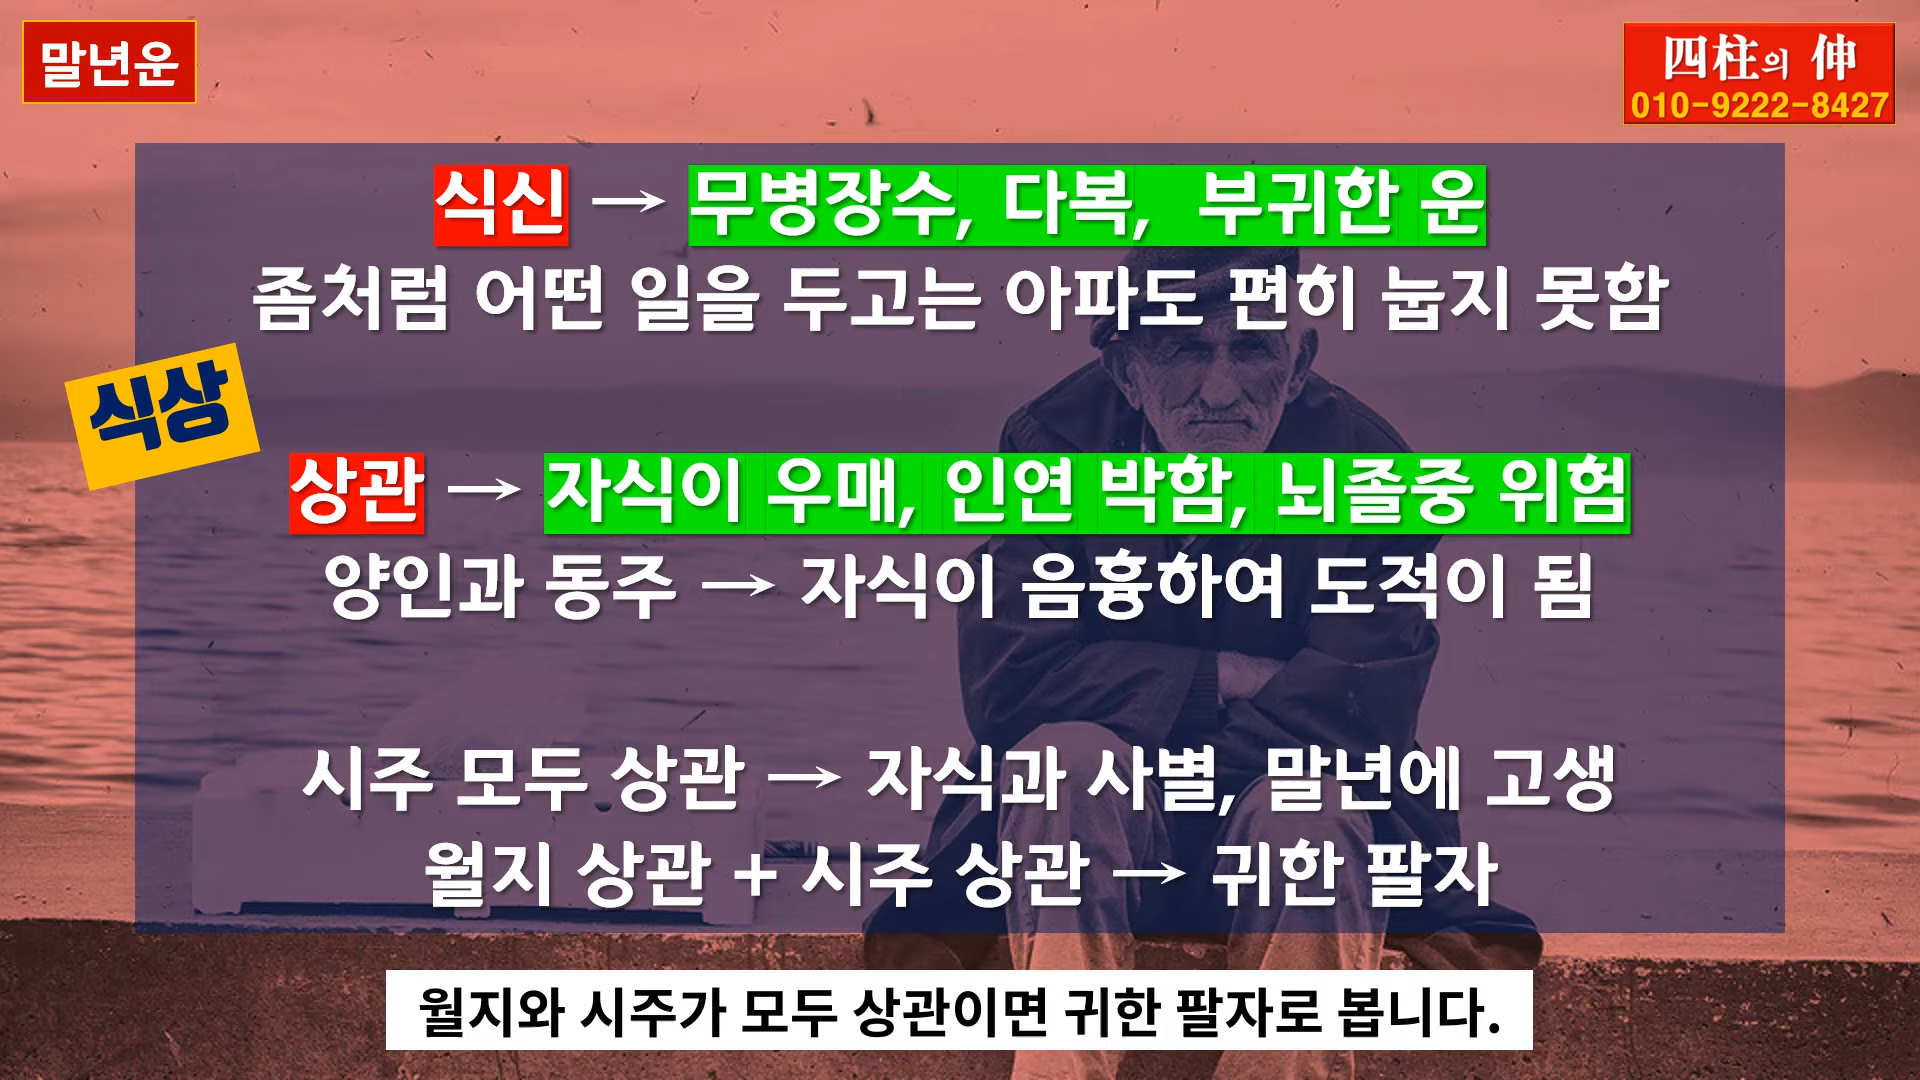 말년운
四柱의 伸
010-9222-8427
식신 → 무병장수, 다복, 부귀한 운
좀처럼 어떤 일을 두고는 아파도 편히 눕지 못함
식상
상관 → 자식이 우매, 인연 박함, 뇌졸중 위험
양인과 동주 → 자식이 음흉하여 도적이 됨
시주 모두 상관 → 자식과 사별, 말년에 고생
월지 상관 + 시주 상관 → 귀한 팔자
월지와 시주가 모두 상관이면 귀한 팔자로 봅니다.